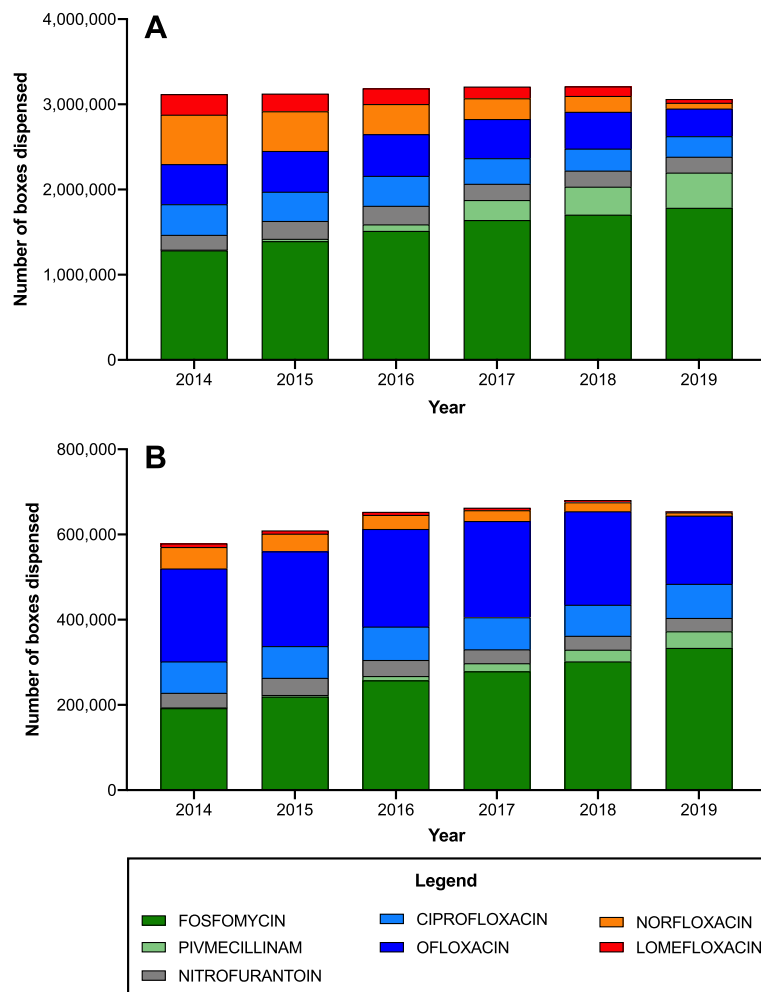 A
4,000,000
3,000,000
2,000,000
1,000,000
0
Number of boxes dispensed
2014 2015 2016 2017 2018 2019
Year
B
800,000
600,000
400,000
200,000
0
Number of boxes dispensed
2014 2015 2016 2017 2018 2019
Year
Legend
FOSFOMYCIN CIPROFLOXACIN NORFLOXACIN
PIVMECILLINAM OFLOXACIN LOMEFLOXACIN
NITROFURANTOIN